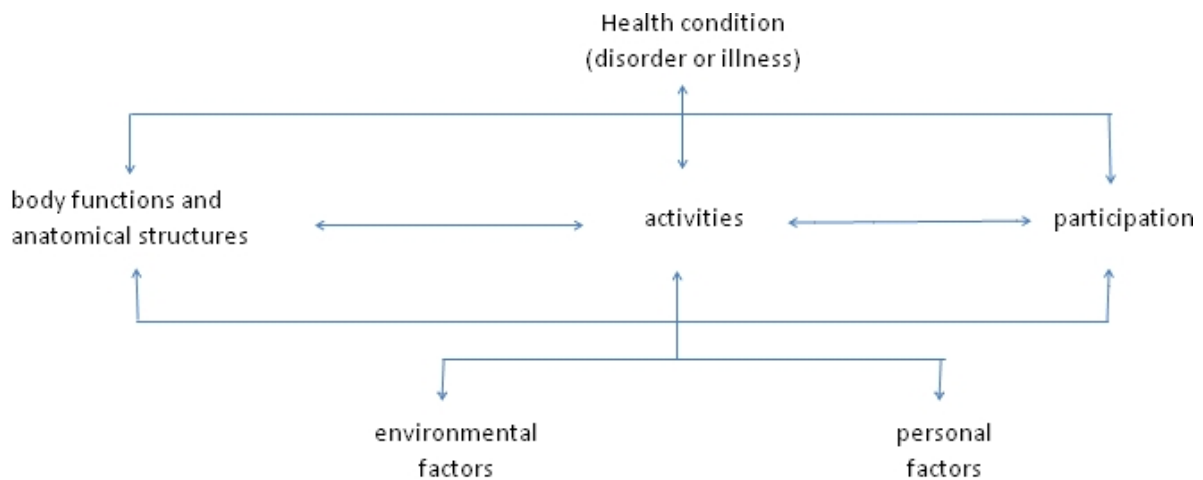 Health condition
(disorder or illness)
body functions and
anatomical structures
activities
participation
environmental
factors
personal
factors